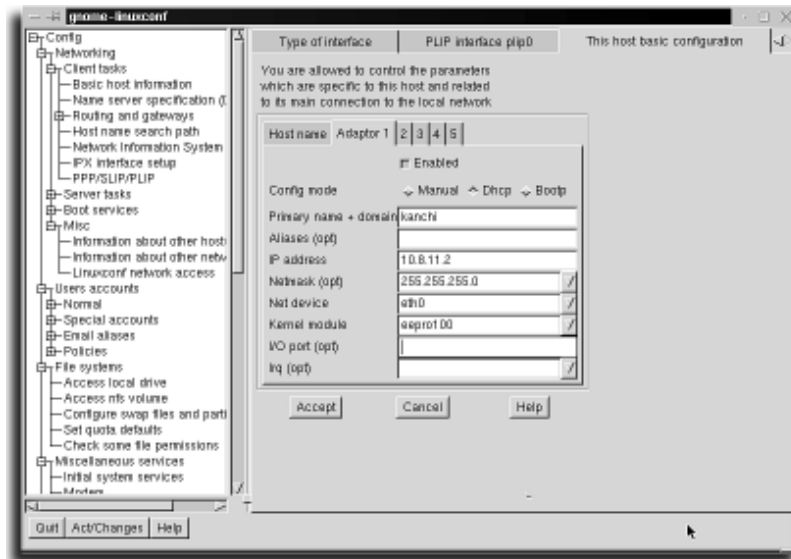 gnome-linuxconf
Config
Networking
Client tasks
Basic host information
Name server specification (D
Routing and gateways
Host name search path
Network Information System
IPX interface setup
PPP/SLIP/PLIP
Server tasks
Boot services
Misc
Information about other host
Information about other netw
Linuxconf network access
Users accounts
Normal
Special accounts
Email aliases
Policies
File systems
Access local drive
Access nfs volume
Configure swap files and parti
Set quota defaults
Check some file permissions
Miscellaneous services
Initial system services
Modem
Quit Act/Changes Help
Type of interface PLIP interface plip0 This host basic configuration
You are allowed to control the parameters
which are specific to this host and related
to its main connection to the local network
Host name Adaptor 1 2 3 4 5
Enabled
Config mode Manual Dhcp Bootp
Primary name + domain kanchi
Aliases (opt)
IP address 10.8.11.2
Netmask (opt) 255.255.255.0
Net device eth0
Kernel module eepro100
I/O port (opt)
Irq (opt)
Accept Cancel Help